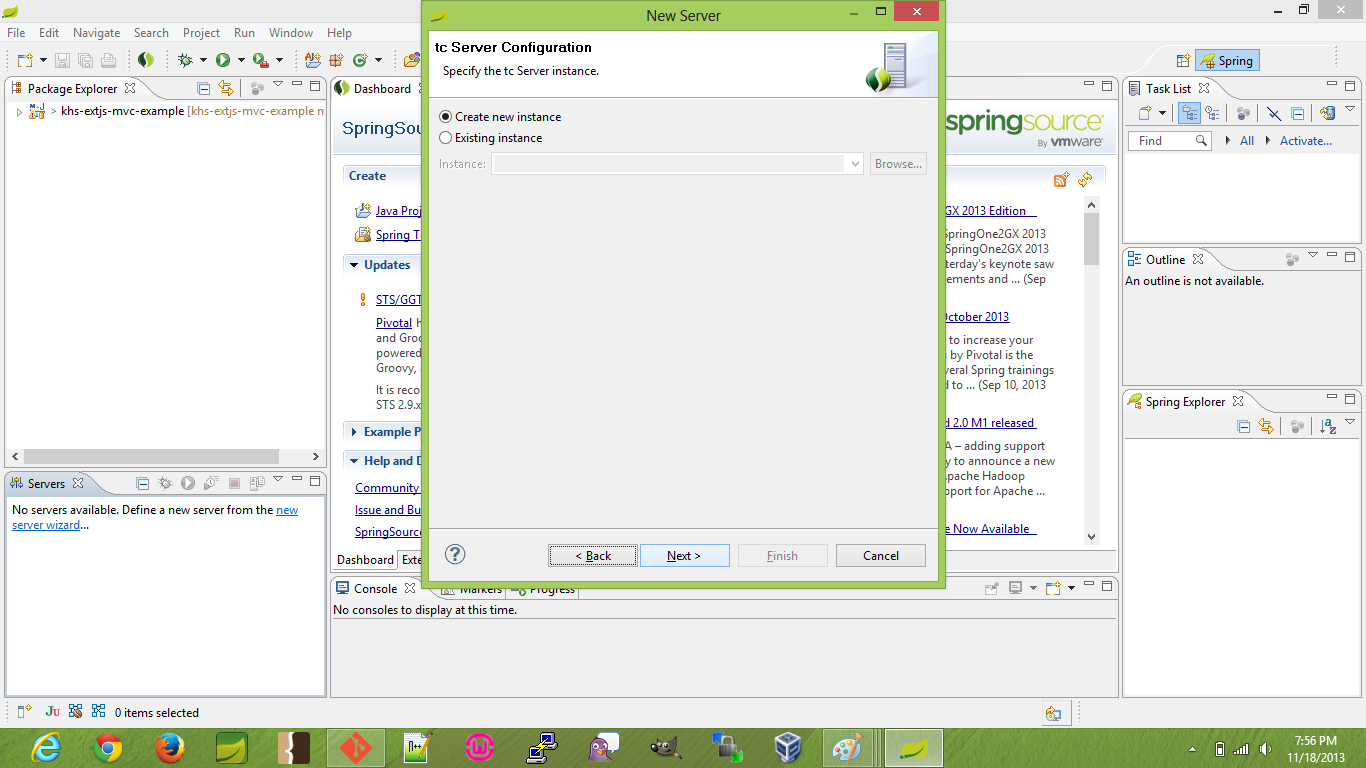 New Server
File Edit Navigate Search Project Run Window Help
Spring
Package Explorer
khs-extjs-mvc-example [khs-extjs-mvc-example m
Dashboard
SpringSou
Create
Java Proj
Spring T
Updates
STS/GGT
Pivotal h
and Groo
powered
Groovy,
It is reco
STS 2.9.x
Example P
Help and D
Community
Issue and Bu
SpringSource
Dashboard Exte
tc Server Configuration
Specify the tc Server instance.
Create new instance
Existing instance
Instance: Browse...
< Back Next > Finish Cancel
springsource
By vmware
GX 2013 Edition
SpringOne2GX 2013
SpringOne2GX 2013
terday's keynote saw
ements and ... (Sep
October 2013
to increase your
by Pivotal is the
veral Spring trainings
d to ... (Sep 10, 2013
d 2.0 M1 released
A – adding support
y to announce a new
Apache Hadoop
pport for Apache ...
e Now Available
Task List
Find All Activate...
Outline
An outline is not available.
Spring Explorer
Servers
No servers available. Define a new server from the new
server wizard...
Console Markers Progress
No consoles to display at this time.
0 items selected
7:56 PM
11/18/2013